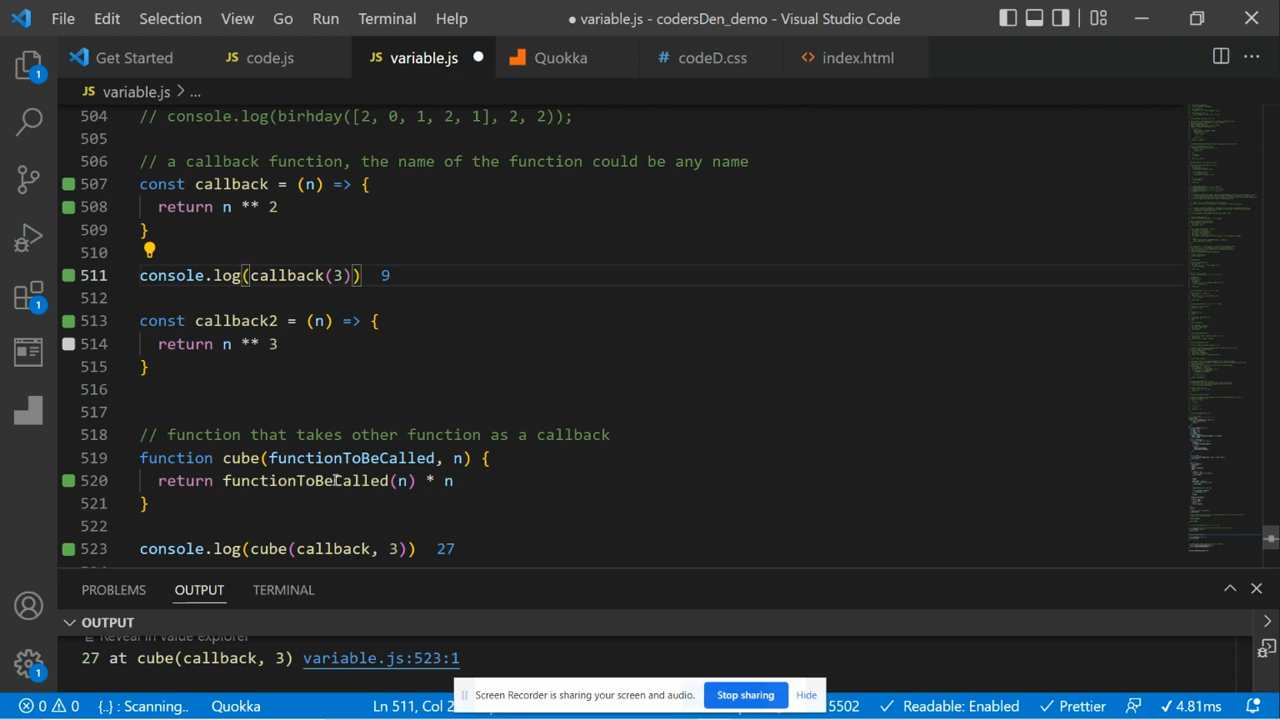 File Edit Selection View Go Run Terminal Help ● variable.js - codersDen_demo - Visual Studio Code
Get Started JS code.js JS variable.js ● Quokka # codeD.css <> index.html ...
JS variable.js > ...
504 // console.log(birhday([2, 0, 1, 2, 1], 2, 2));
505
506 // a callback function, the name of the function could be any name
507 const callback = (n) => {
508 return n ** 2
509 }
510
511 console.log(callback(3)) 9
512
513 const callback2 = (n) => {
514 return n ** 3
515 }
516
517
518 // function that takes other function as a callback
519 function cube(functionToBeCalled, n) {
520 return functionToBeCalled(n) * n
521 }
522
523 console.log(cube(callback, 3)) 27
PROBLEMS OUTPUT TERMINAL
OUTPUT
Reveal in value explorer
27 at cube(callback, 3) variable.js:523:1
Screen Recorder is sharing your screen and audio. Stop sharing Hide
0 0 {..} : Scanning.. Quokka Ln 511, Col 2 5502 Readable: Enabled Prettier 4.81ms
1
1
1